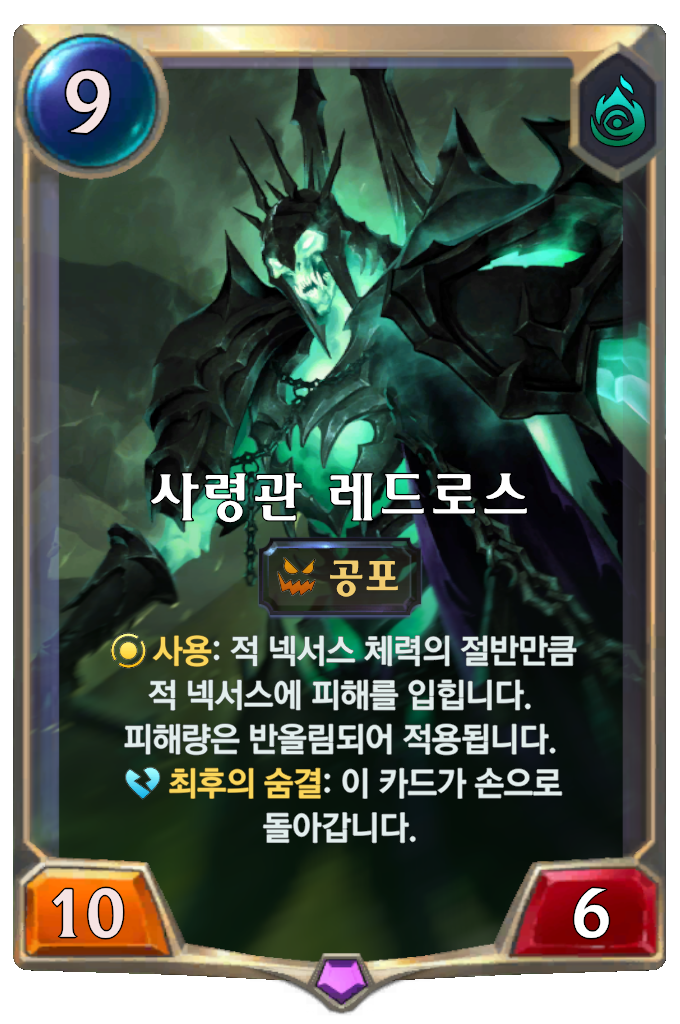 9
사령관 레드로스
공포
사용: 적 넥서스 체력의 절반만큼
적 넥서스에 피해를 입힙니다.
피해량은 반올림되어 적용됩니다.
최후의 숨결: 이 카드가 손으로
돌아갑니다.
10
6